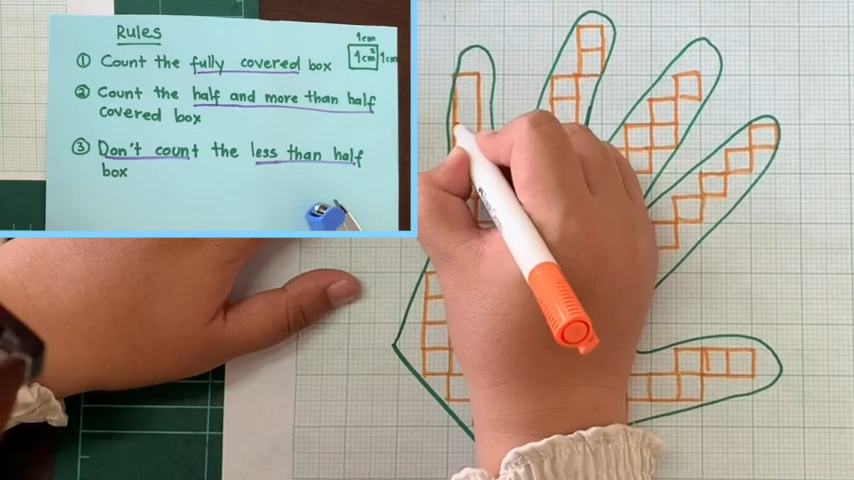 Rules
1cm
1cm² 1cm
① Count the fully covered box
② Count the half and more than half
covered box
③ Don't count the less than half
box